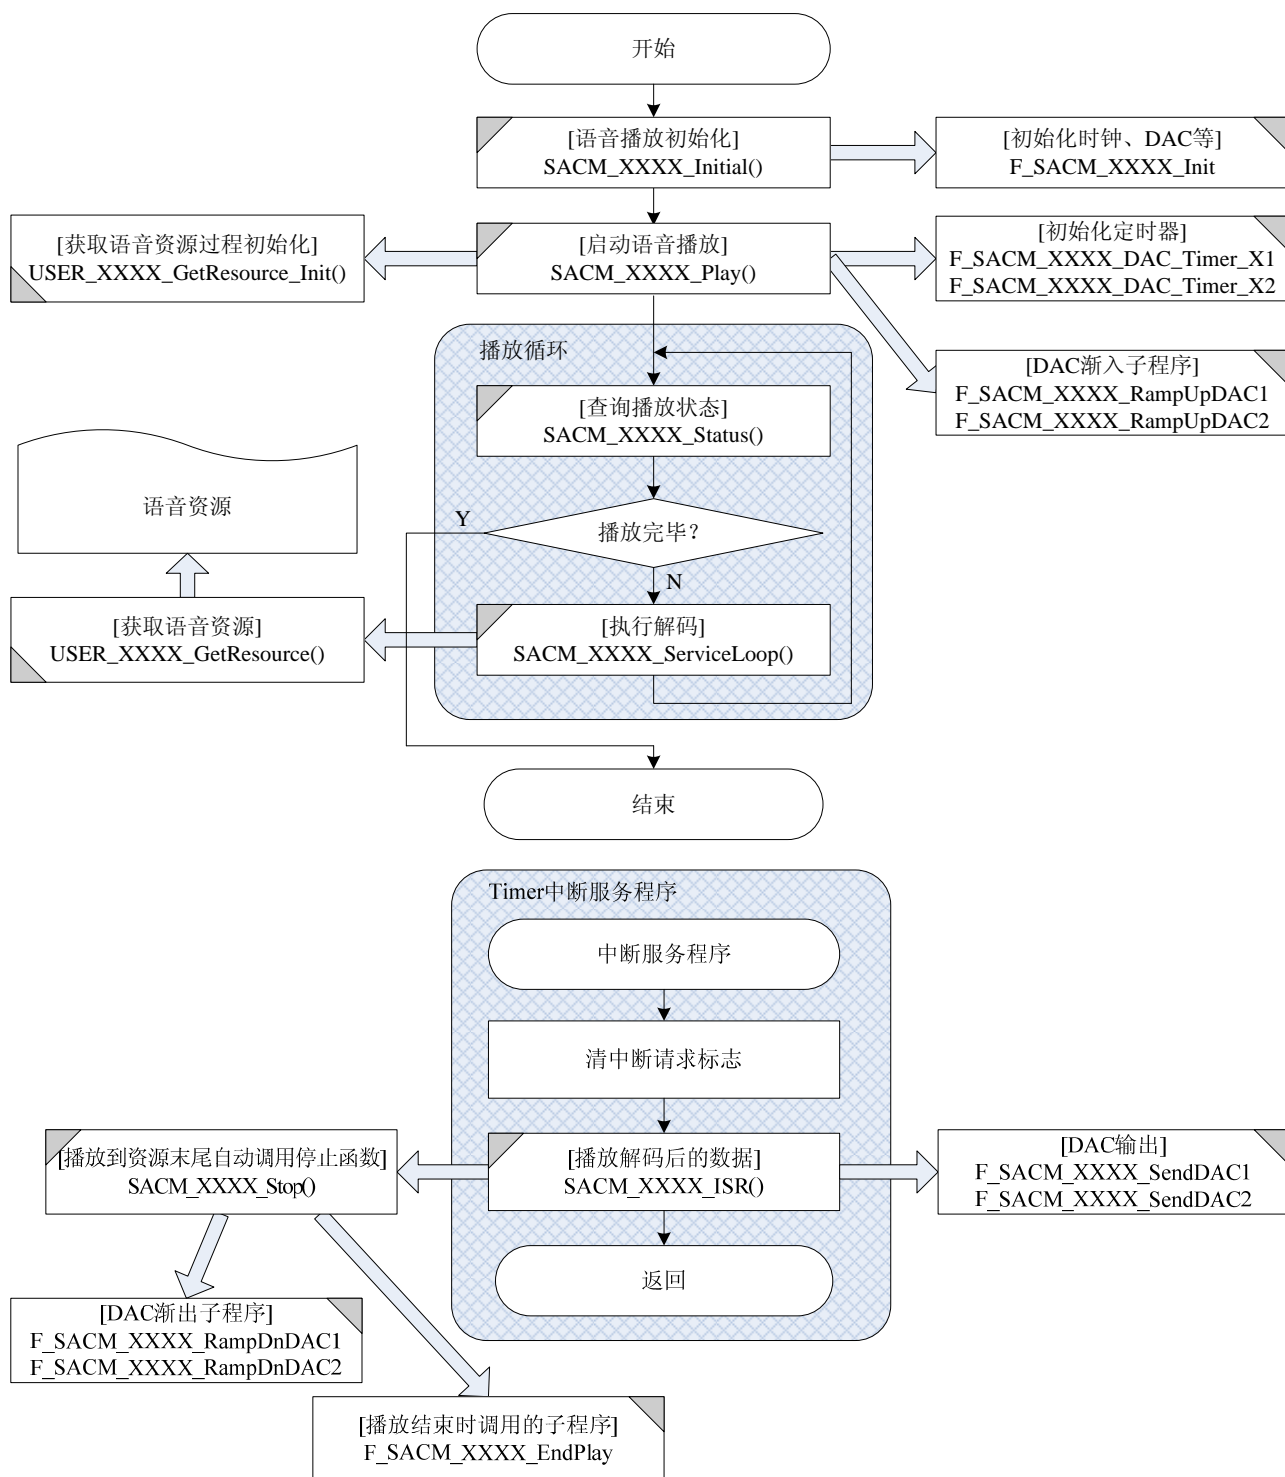 开始
[语音播放初始化]
SACM_XXXX_Initial()
[初始化时钟、DAC等]
F_SACM_XXXX_Init
[获取语音资源过程初始化]
USER_XXXX_GetResource_Init()
[启动语音播放]
SACM_XXXX_Play()
[初始化定时器]
F_SACM_XXXX_DAC_Timer_X1
F_SACM_XXXX_DAC_Timer_X2
播放循环
[DAC渐入子程序]
F_SACM_XXXX_RampUpDAC1
F_SACM_XXXX_RampUpDAC2
[查询播放状态]
SACM_XXXX_Status()
语音资源
Y
播放完毕？
N
[获取语音资源]
USER_XXXX_GetResource()
[执行解码]
SACM_XXXX_ServiceLoop()
结束
Timer中断服务程序
中断服务程序
清中断请求标志
[播放到资源末尾自动调用停止函数]
SACM_XXXX_Stop()
[播放解码后的数据]
SACM_XXXX_ISR()
[DAC输出]
F_SACM_XXXX_SendDAC1
F_SACM_XXXX_SendDAC2
返回
[DAC渐出子程序]
F_SACM_XXXX_RampDnDAC1
F_SACM_XXXX_RampDnDAC2
[播放结束时调用的子程序]
F_SACM_XXXX_EndPlay